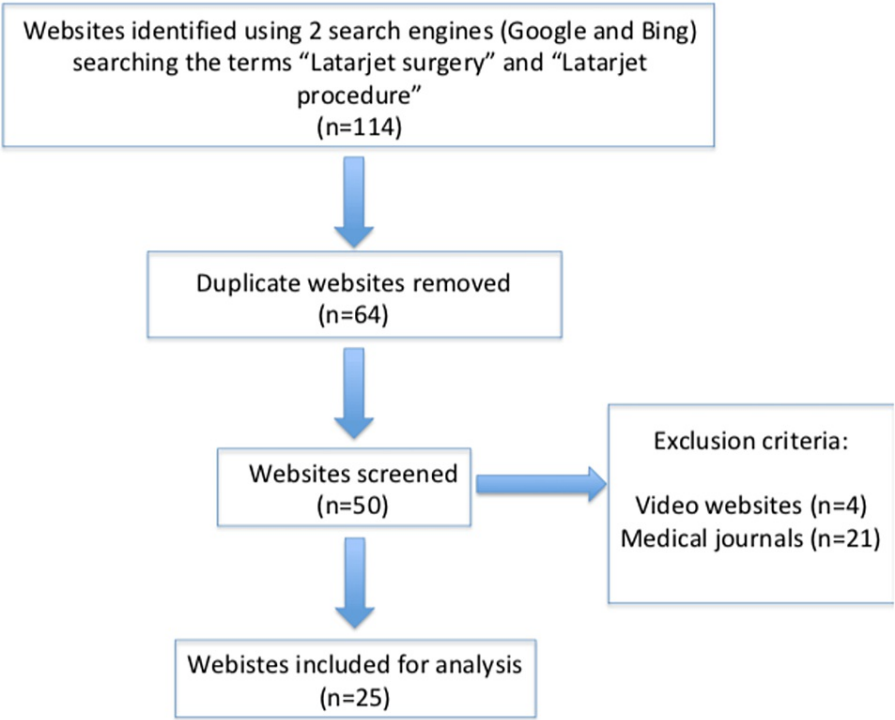 Websites identified using 2 search engines (Google and Bing)
searching the terms “Latarjet surgery” and “Latarjet
procedure”
(n=114)
Duplicate websites removed
(n=64)
Websites screened
(n=50)
Exclusion criteria:
Video websites (n=4)
Medical journals (n=21)
Webistes included for analysis
(n=25)